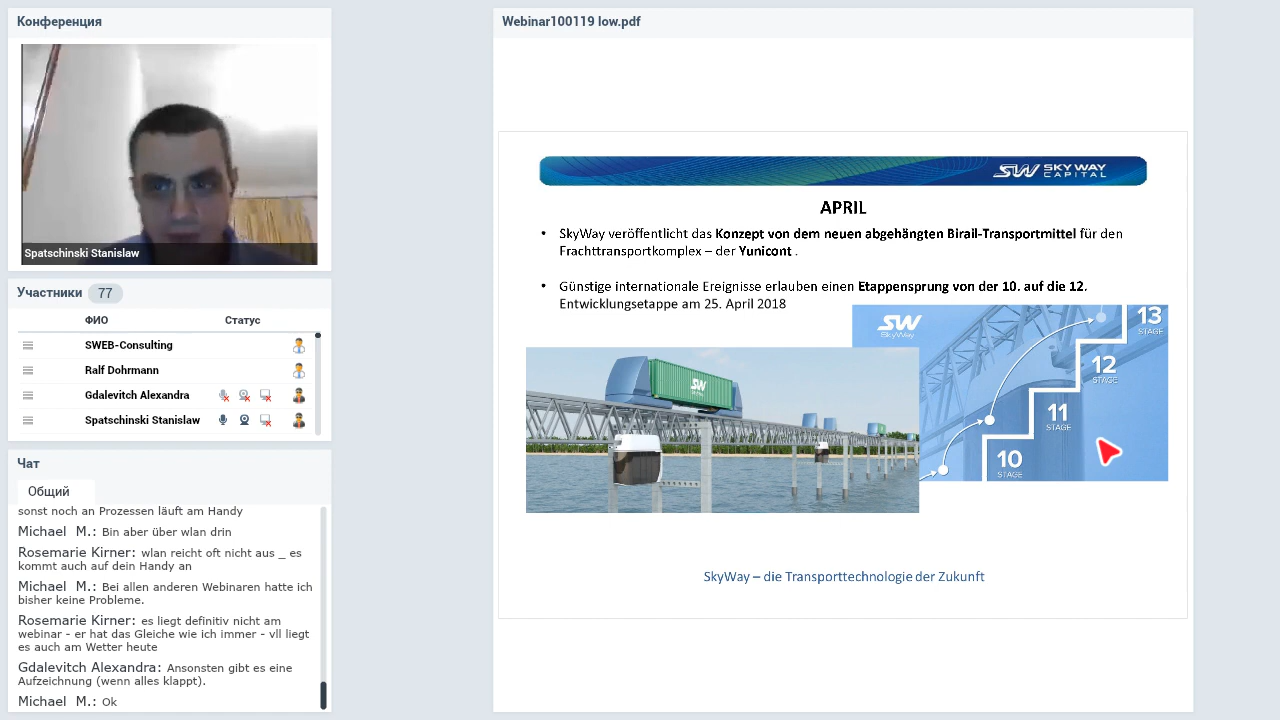 Конференция
Spatschinski Stanislaw
Участники 77
ФИО Статус
SWEB-Consulting
Ralf Dohrmann
Gdalevitch Alexandra
Spatschinski Stanislaw
Чат
Общий
sonst noch an Prozessen läuft am Handy
Michael M.: Bin aber über wlan drin
Rosemarie Kirner: wlan reicht oft nicht aus _ es
kommt auch auf dein Handy an
Michael M.: Bei allen anderen Webinaren hatte ich
bisher keine Probleme.
Rosemarie Kirner: es liegt definitiv nicht am
webinar - er hat das Gleiche wie ich immer - vll liegt
es auch am Wetter heute
Gdalevitch Alexandra: Ansonsten gibt es eine
Aufzeichnung (wenn alles klappt).
Michael M.: Ok
Webinar100119 low.pdf
SW SKY WAY
CAPITAL
APRIL
• SkyWay veröffentlicht das Konzept von dem neuen abgehängten Birail-Transportmittel für den
Frachttransportkomplex – der Yunicont .
• Günstige internationale Ereignisse erlauben einen Etappensprung von der 10. auf die 12.
Entwicklungsetappe am 25. April 2018
SW
SkyWay
13
STAGE
12
STAGE
11
STAGE
10
STAGE
SW
SkyWay – die Transporttechnologie der Zukunft